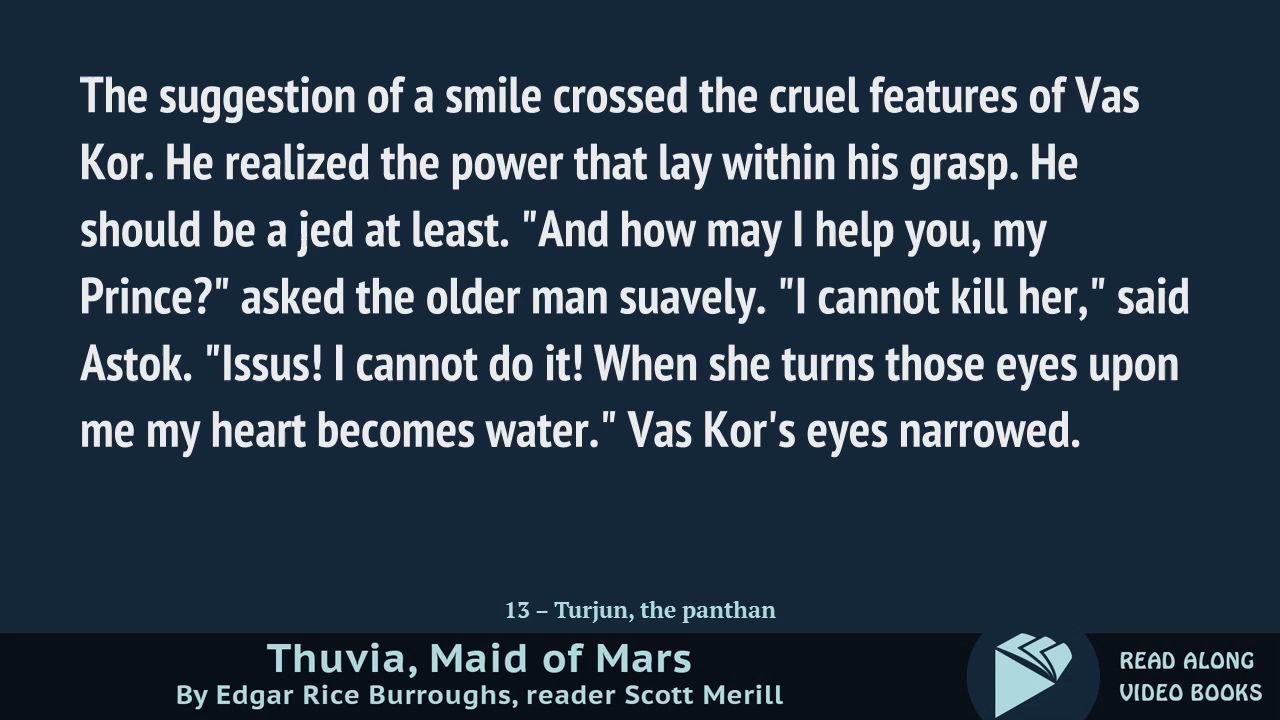 The suggestion of a smile crossed the cruel features of Vas
Kor. He realized the power that lay within his grasp. He
should be a jed at least. "And how may I help you, my
Prince?" asked the older man suavely. "I cannot kill her," said
Astok. "Issus! I cannot do it! When she turns those eyes upon
me my heart becomes water." Vas Kor's eyes narrowed.
13 – Turjun, the panthan
Thuvia, Maid of Mars
By Edgar Rice Burroughs, reader Scott Merill
READ ALONG
VIDEO BOOKS